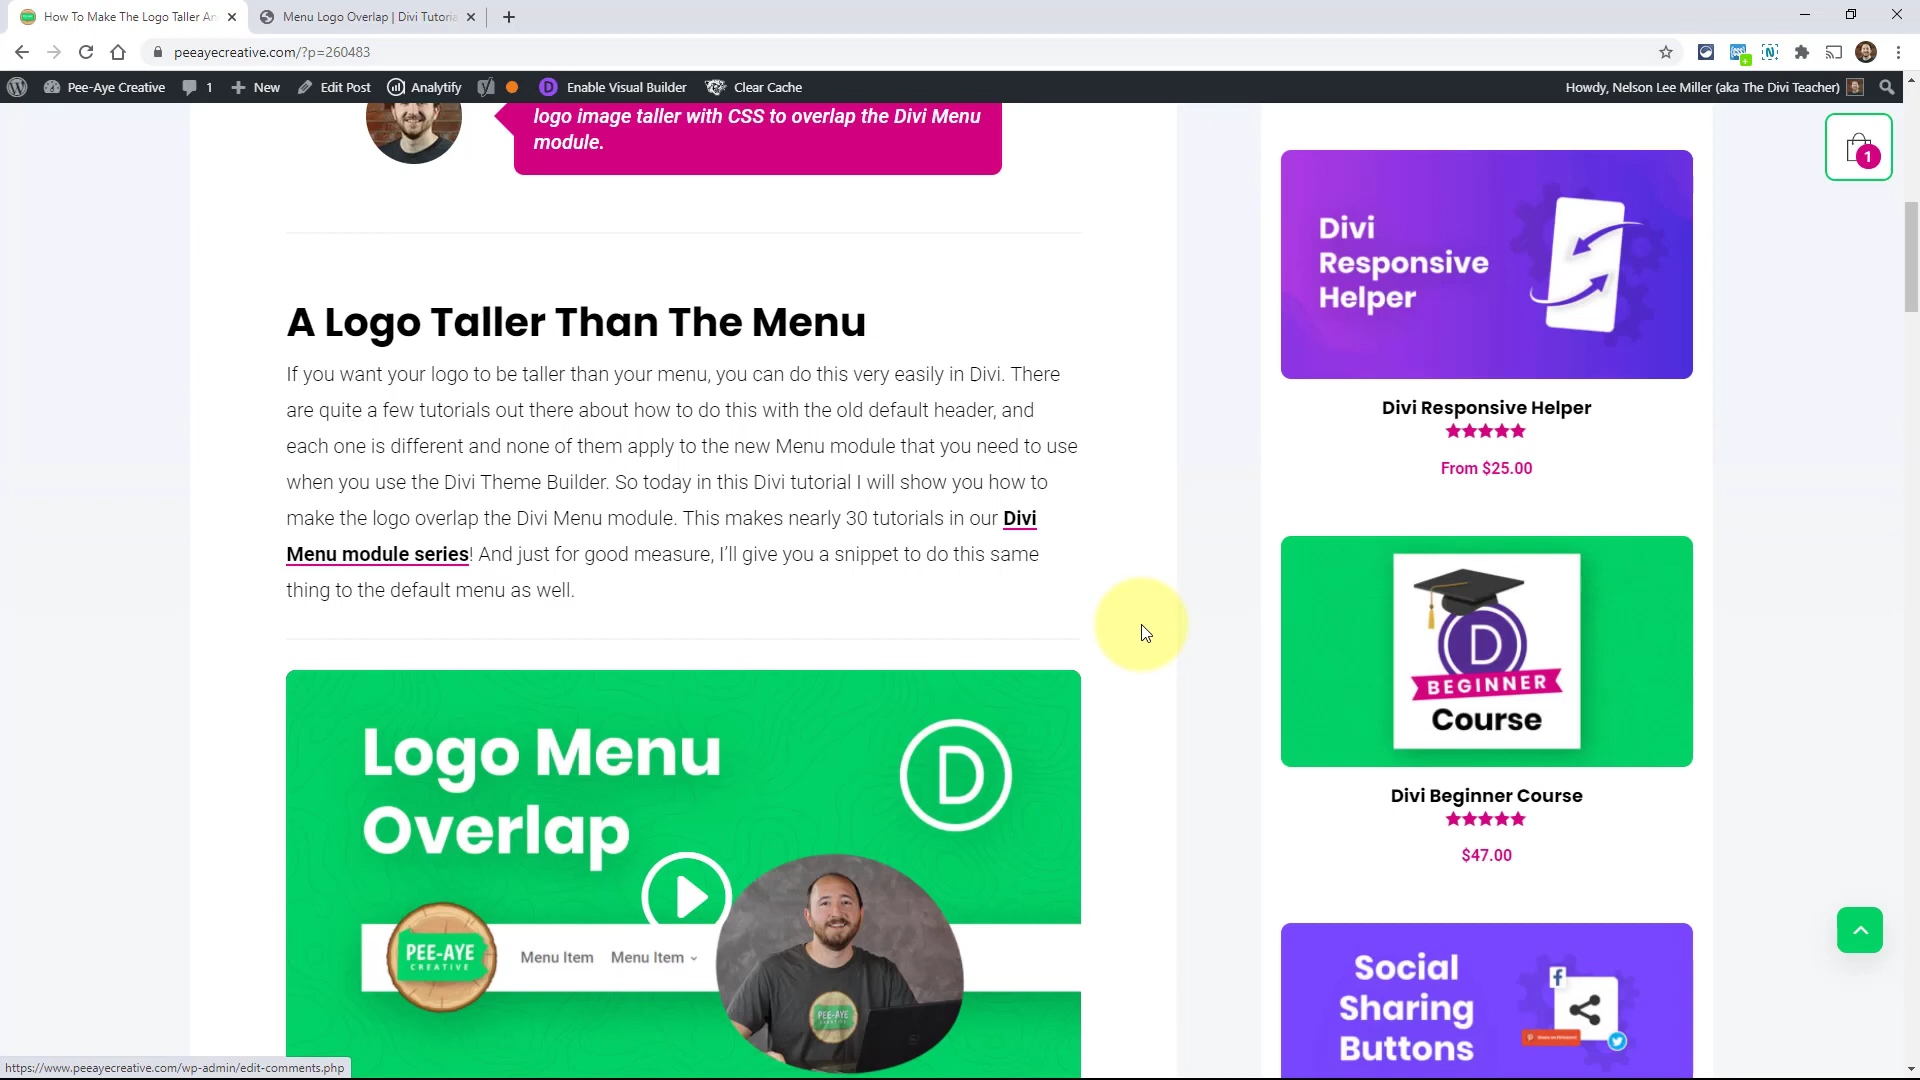 How To Make The Logo Taller An
Menu Logo Overlap | Divi Tutoria
peeayecreative.com/?p=260483
Pee-Aye Creative
1
New
Edit Post
Analytify
Enable Visual Builder
Clear Cache
Howdy, Nelson Lee Miller (aka The Divi Teacher)
logo image taller with CSS to overlap the Divi Menu
module.
1
A Logo Taller Than The Menu
If you want your logo to be taller than your menu, you can do this very easily in Divi. There
are quite a few tutorials out there about how to do this with the old default header, and
each one is different and none of them apply to the new Menu module that you need to use
when you use the Divi Theme Builder. So today in this Divi tutorial I will show you how to
make the logo overlap the Divi Menu module. This makes nearly 30 tutorials in our Divi
Menu module series! And just for good measure, I'll give you a snippet to do this same
thing to the default menu as well.
Logo Menu
Overlap
D
PEE-AYE
CREATIVE
Menu Item
Menu Item
PEE-AYE
CREATIVE
Divi
Responsive
Helper
Divi Responsive Helper
From $25.00
D
BEGINNER
Course
Divi Beginner Course
$47.00
Social
Sharing
Buttons
https://www.peeayecreative.com/wp-admin/edit-comments.php